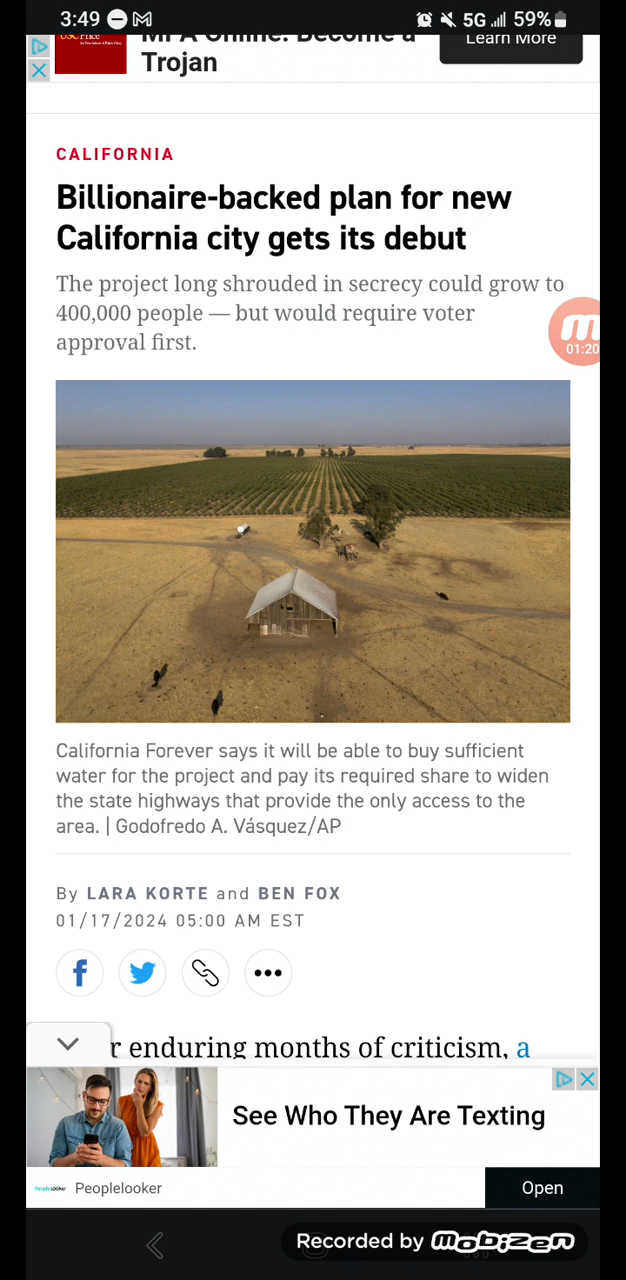 3:49
5G 59%
USCPrice
MPA Online: Become a
Trojan
Learn More
CALIFORNIA
Billionaire-backed plan for new
California city gets its debut
The project long shrouded in secrecy could grow to
400,000 people — but would require voter
approval first.
01:20
California Forever says it will be able to buy sufficient
water for the project and pay its required share to widen
the state highways that provide the only access to the
area. | Godofredo A. Vásquez/AP
By LARA KORTE and BEN FOX
01/17/2024 05:00 AM EST
r enduring months of criticism, a
See Who They Are Texting
PeopleLooker Peoplelooker
Open
Recorded by mobizen